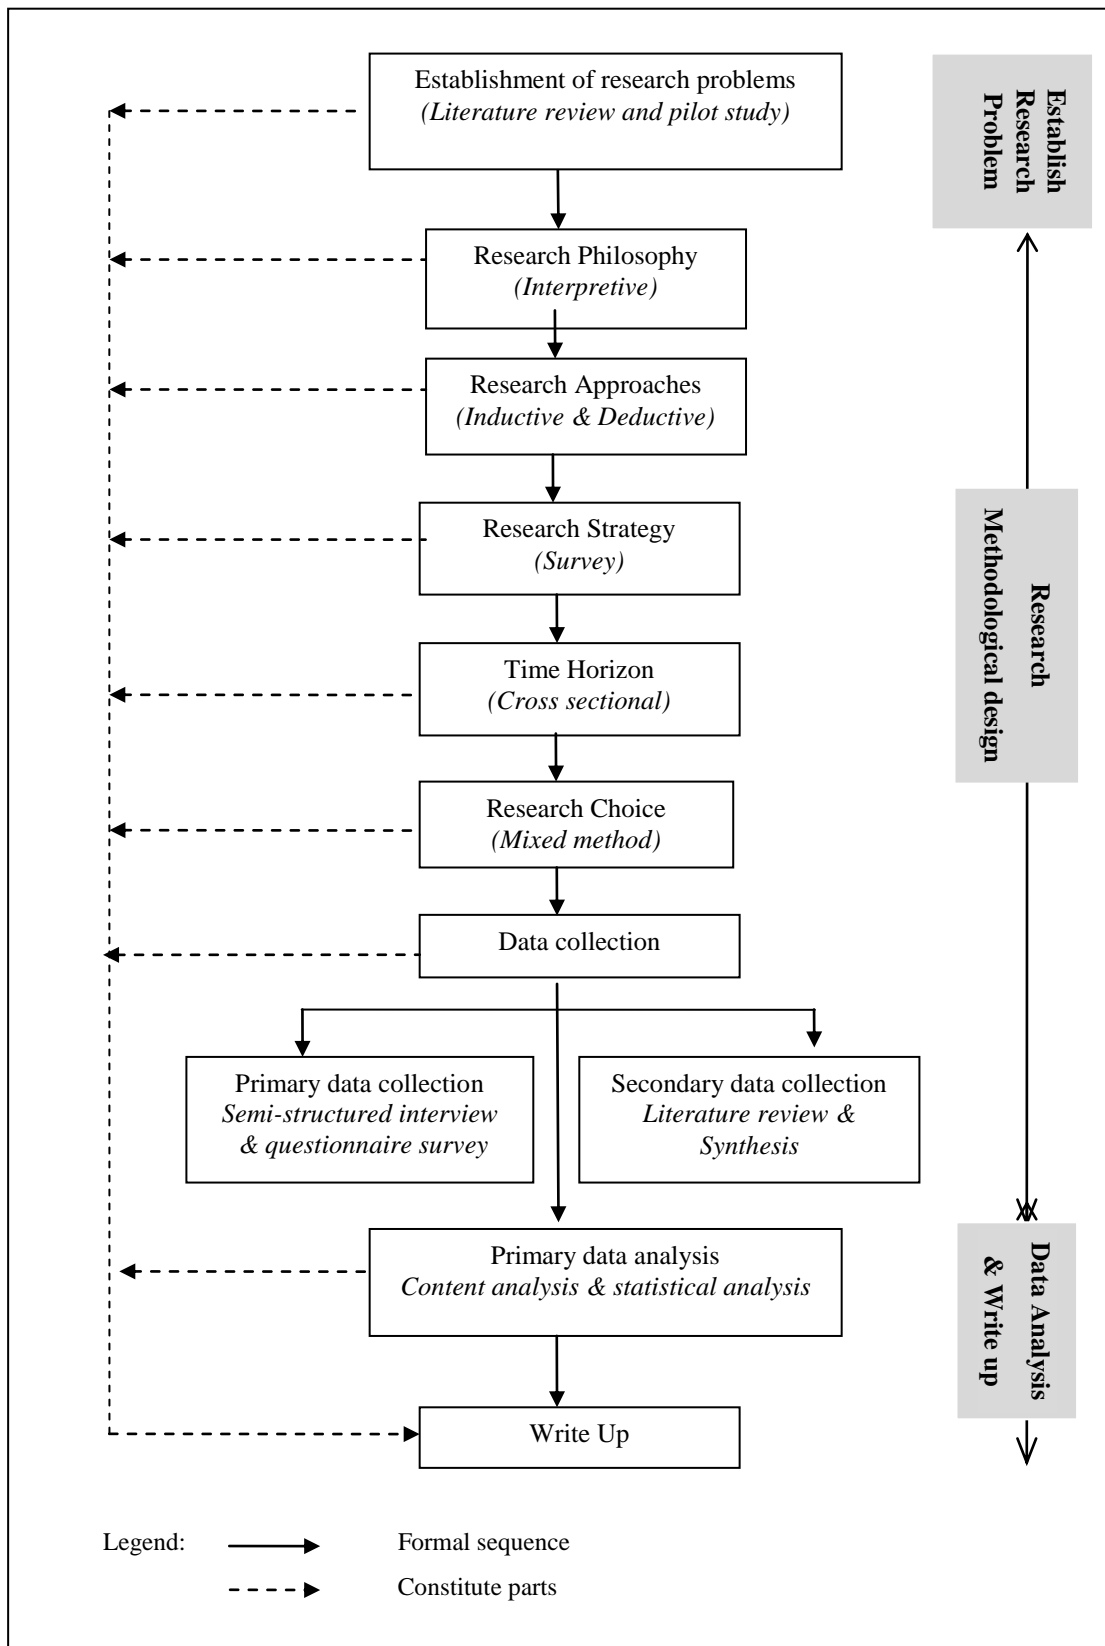 Establishment of research problems
(Literature review and pilot study)
Establish
Research
Problem
Research Philosophy
(Interpretive)
Research Approaches
(Inductive & Deductive)
Research Strategy
(Survey)
Research
Methodological design
Time Horizon
(Cross sectional)
Research Choice
(Mixed method)
Data collection
Primary data collection
Semi-structured interview
& questionnaire survey
Secondary data collection
Literature review &
Synthesis
Primary data analysis
Content analysis & statistical analysis
Data Analysis
& Write up
Write Up
Legend:
Formal sequence
Constitute parts